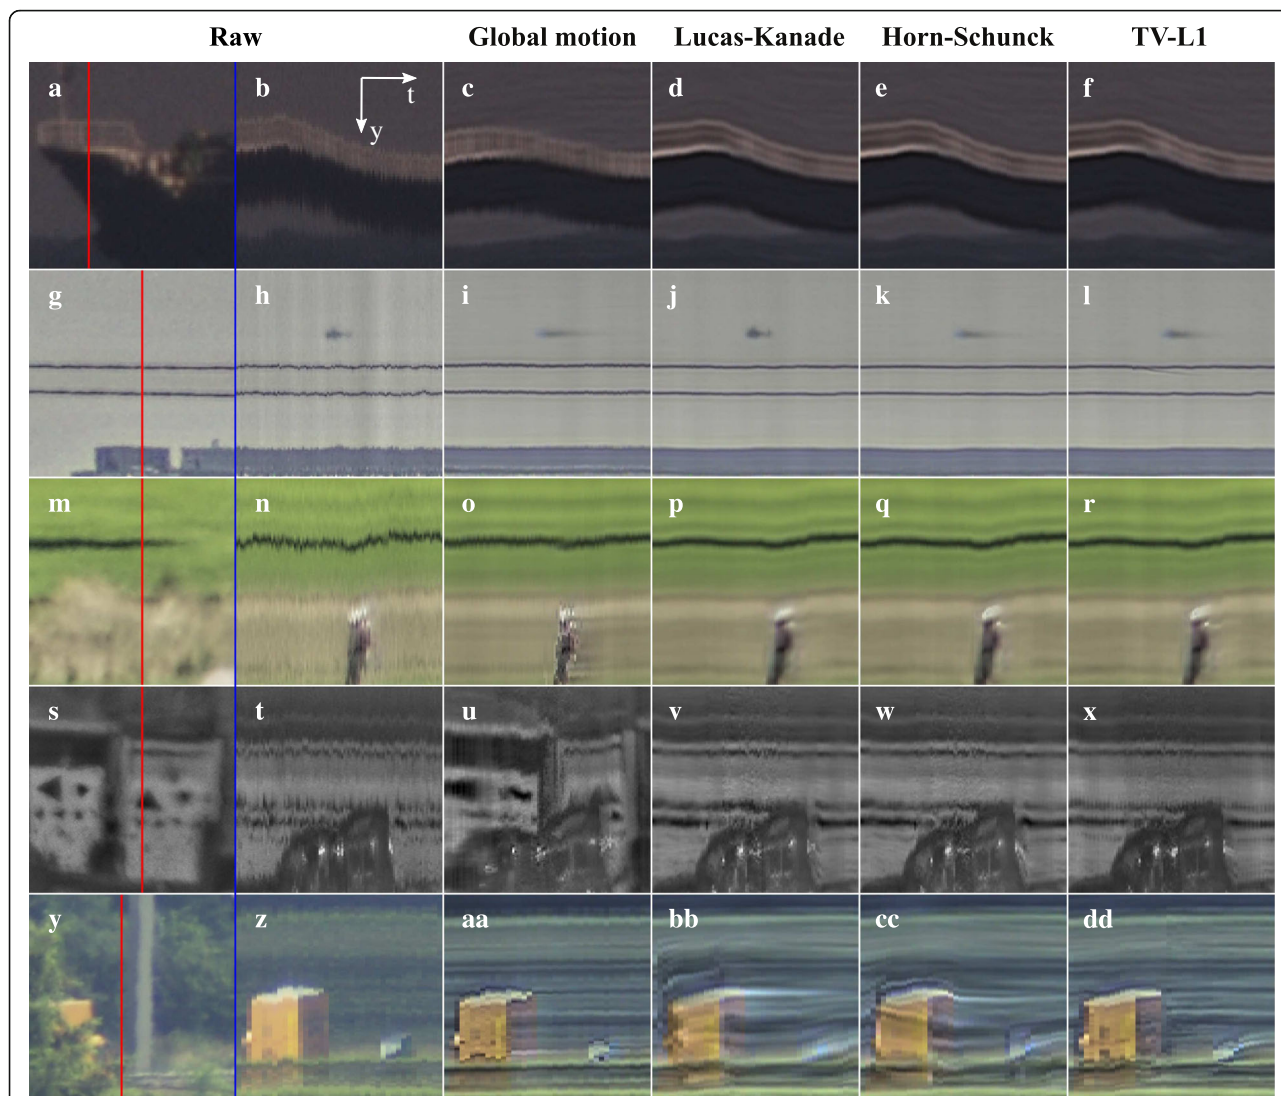 Raw Global motion Lucas-Kanade Horn-Schunck TV-L1
a b t y c d e f
g h i j k l
m n o p q r
s t u v w x
y z aa bb cc dd